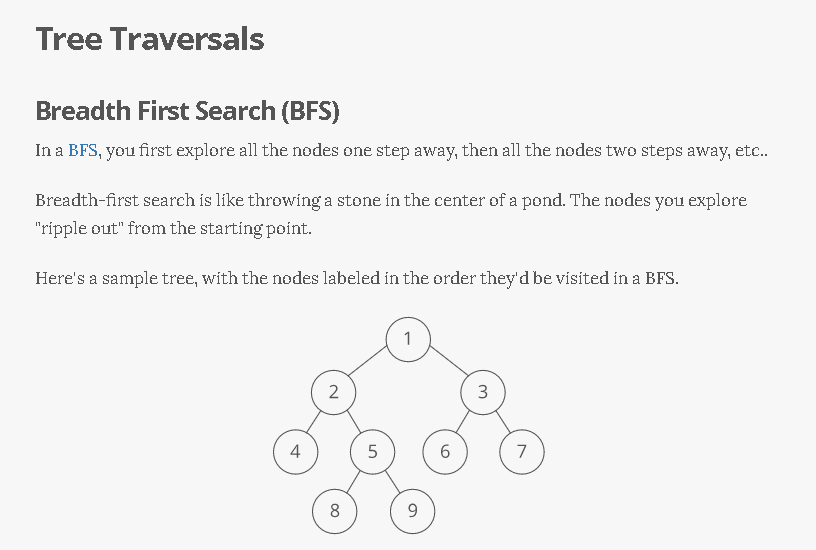 Tree Traversals
Breadth First Search (BFS)
In a BFS, you first explore all the nodes one step away, then all the nodes two steps away, etc..
Breadth-first search is like throwing a stone in the center of a pond. The nodes you explore
"ripple out" from the starting point.
Here's a sample tree, with the nodes labeled in the order they'd be visited in a BFS.
1
2 3
4 5 6 7
8 9